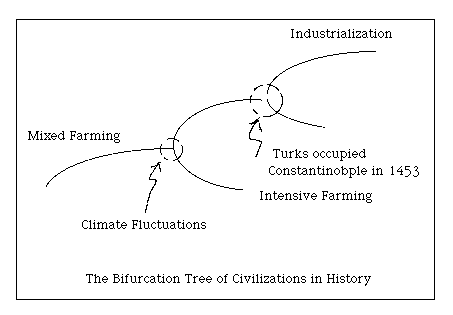 Industrialization
Mixed Farming
Turks occupied
Constantinobple in 1453
Intensive Farming
Climate Fluctuations
The Bifurcation Tree of Civilizations in History